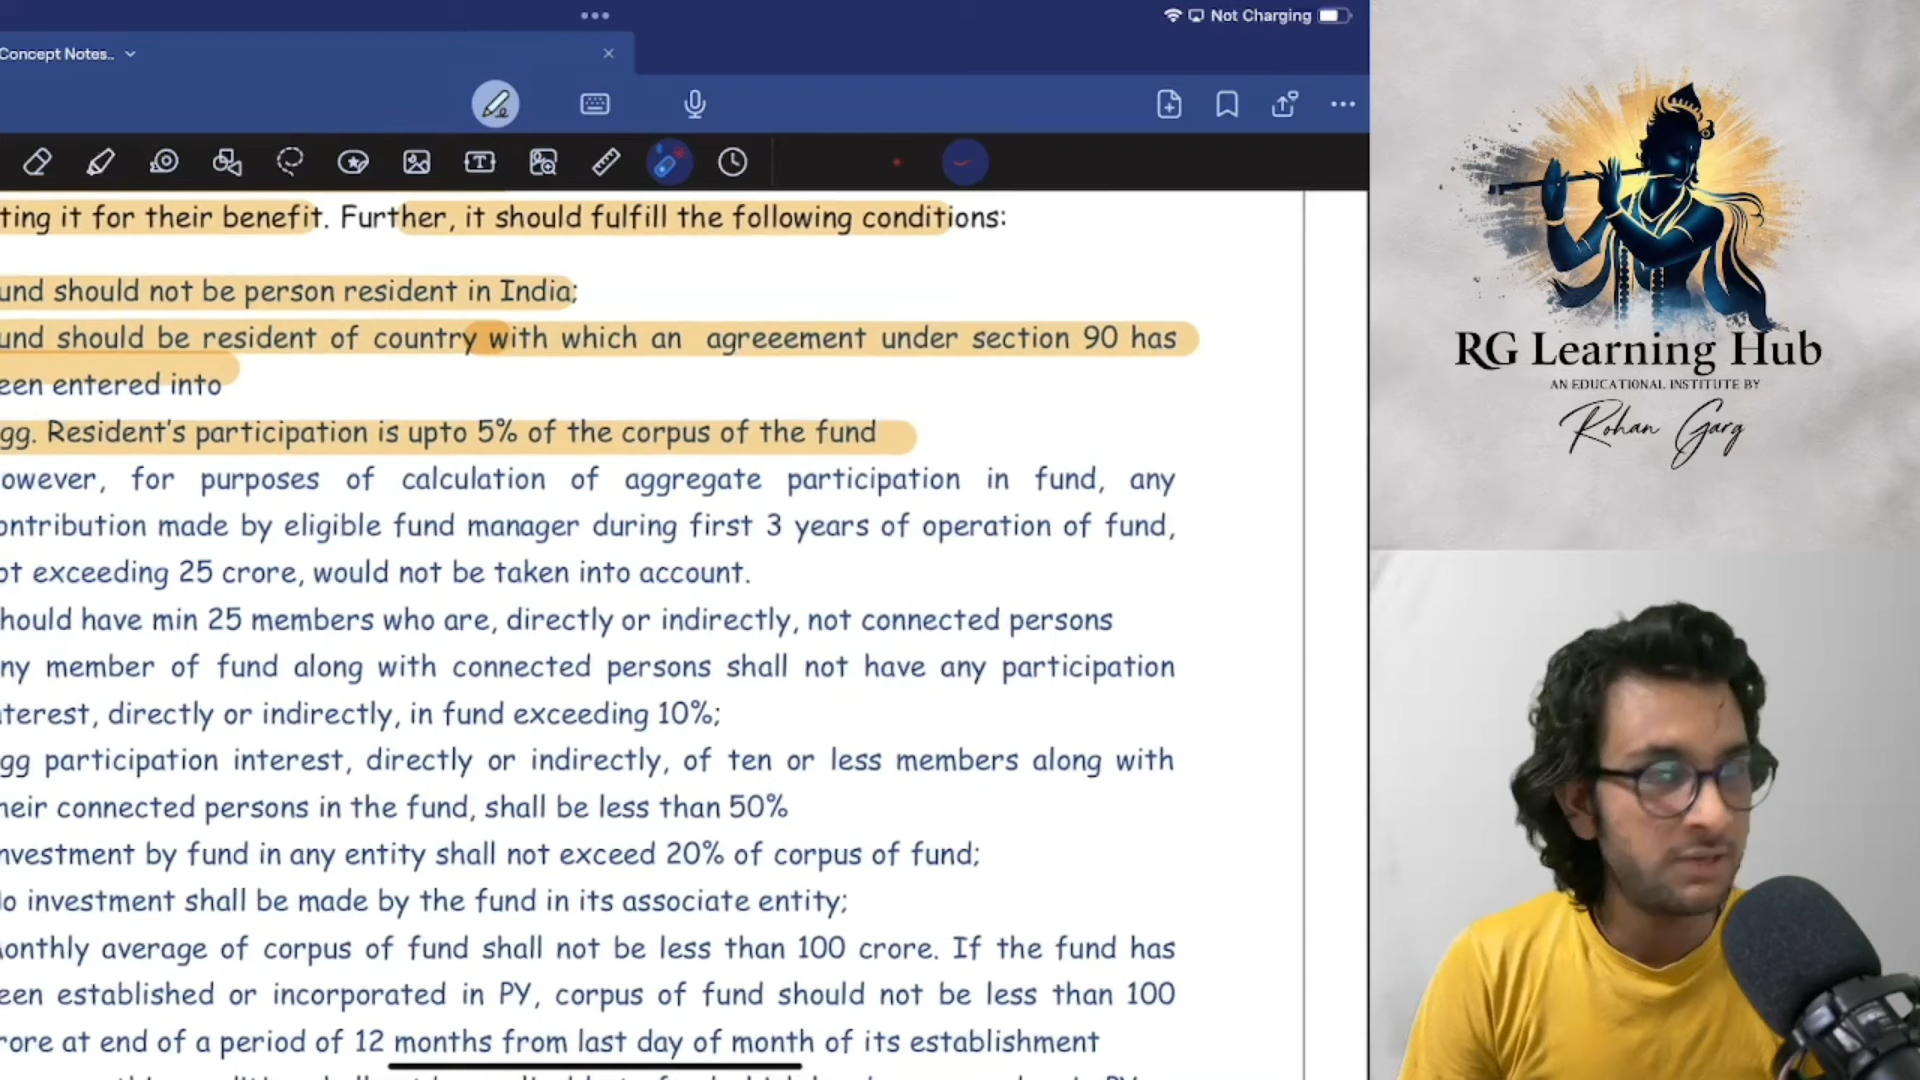 Not Charging
Concept Notes..
ting it for their benefit. Further, it should fulfill the following conditions:
und should not be person resident in India;
und should be resident of country with which an agreeement under section 90 has
een entered into
gg. Resident's participation is upto 5% of the corpus of the fund
owever, for purposes of calculation of aggregate participation in fund, any
ontribution made by eligible fund manager during first 3 years of operation of fund,
ot exceeding 25 crore, would not be taken into account.
hould have min 25 members who are, directly or indirectly, not connected persons
ny member of fund along with connected persons shall not have any participation
terest, directly or indirectly, in fund exceeding 10%;
gg participation interest, directly or indirectly, of ten or less members along with
heir connected persons in the fund, shall be less than 50%
nvestment by fund in any entity shall not exceed 20% of corpus of fund;
o investment shall be made by the fund in its associate entity;
onthly average of corpus of fund shall not be less than 100 crore. If the fund has
een established or incorporated in PY, corpus of fund should not be less than 100
rore at end of a period of 12 months from last day of month of its establishment
RG Learning Hub
AN EDUCATIONAL INSTITUTE BY
Rohan Garg